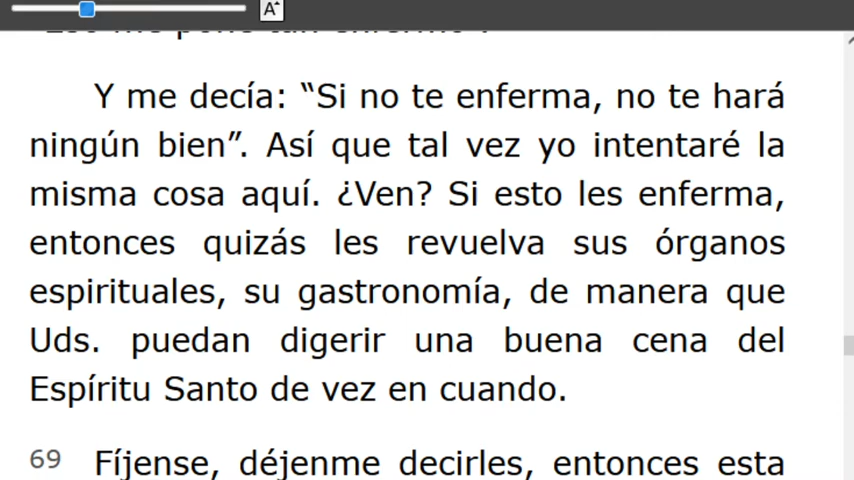 A
Y me decía: “Si no te enferma, no te hará
ningún bien”. Así que tal vez yo intentaré la
misma cosa aquí. ¿Ven? Si esto les enferma,
entonces quizás les revuelva sus órganos
espirituales, su gastronomía, de manera que
Uds. puedan digerir una buena cena del
Espíritu Santo de vez en cuando.
69 Fíjense, déjenme decirles, entonces esta